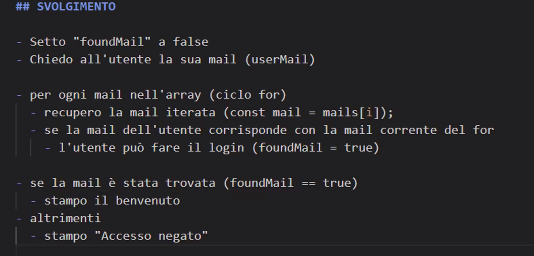 ## SVOLGIMENTO
- Setto "foundMail" a false
- Chiedo all'utente la sua mail (userMail)
- per ogni mail nell'array (ciclo for)
- recupero la mail iterata (const mail = mails[i]);
- se la mail dell'utente corrisponde con la mail corrente del for
- l'utente può fare il login (foundMail = true)
- se la mail è stata trovata (foundMail == true)
- stampo il benvenuto
- altrimenti
- stampo "Accesso negato"